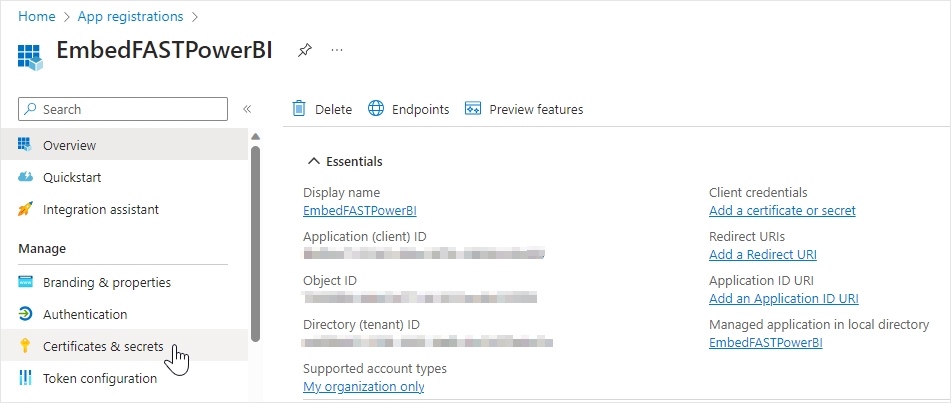 Home > App registrations >
EmbedFASTPowerBI
Search
Overview
Quickstart
Integration assistant
Manage
Branding & properties
Authentication
Certificates & secrets
Token configuration
Delete Endpoints Preview features
Essentials
Display name
EmbedFASTPowerBI
Application (client) ID
Object ID
Directory (tenant) ID
Supported account types
My organization only
Client credentials
Add a certificate or secret
Redirect URIs
Add a Redirect URI
Application ID URI
Add an Application ID URI
Managed application in local directory
EmbedFASTPowerBI